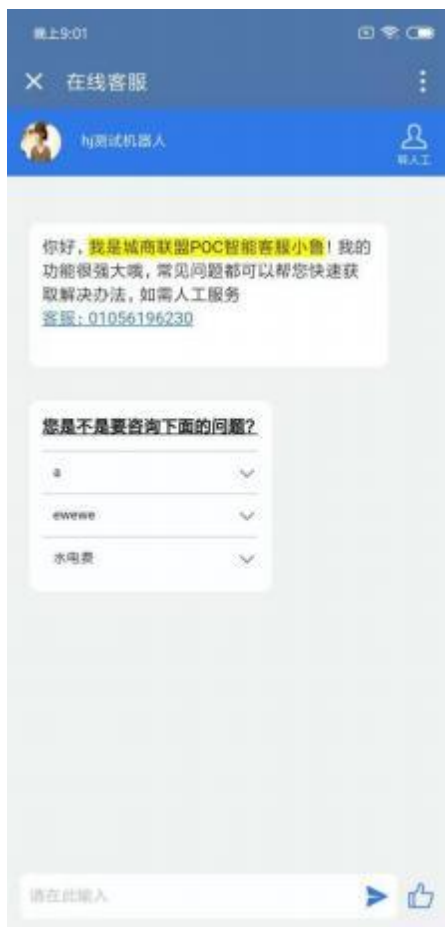 晚上9:01
在线客服
hj测试机器人
转人工
你好，我是城商联盟POC智能客服小鲁！我的
功能很强大哦，常见问题都可以帮您快速获
取解决办法，如需人工服务
客服：01056196230
您是不是要咨询下面的问题？
a
ewewe
水电费
请在此输入